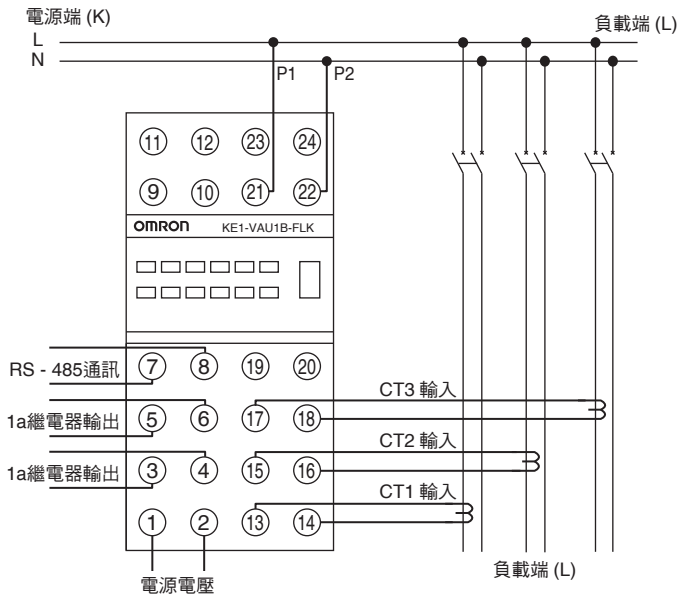 電源端 (K)
負載端 (L)
L
N
P1
P2
⑪ ⑫ ㉓ ㉔
⑨ ⑩ ㉑ ㉒
OMRON KE1-VAU1B-FLK
RS - 485通訊
⑦ ⑧ ⑲ ⑳
CT3 輸入
1a繼電器輸出
⑤ ⑥ ⑰ ⑱
CT2 輸入
1a繼電器輸出
③ ④ ⑮ ⑯
CT1 輸入
① ② ⑬ ⑭
負載端 (L)
電源電壓